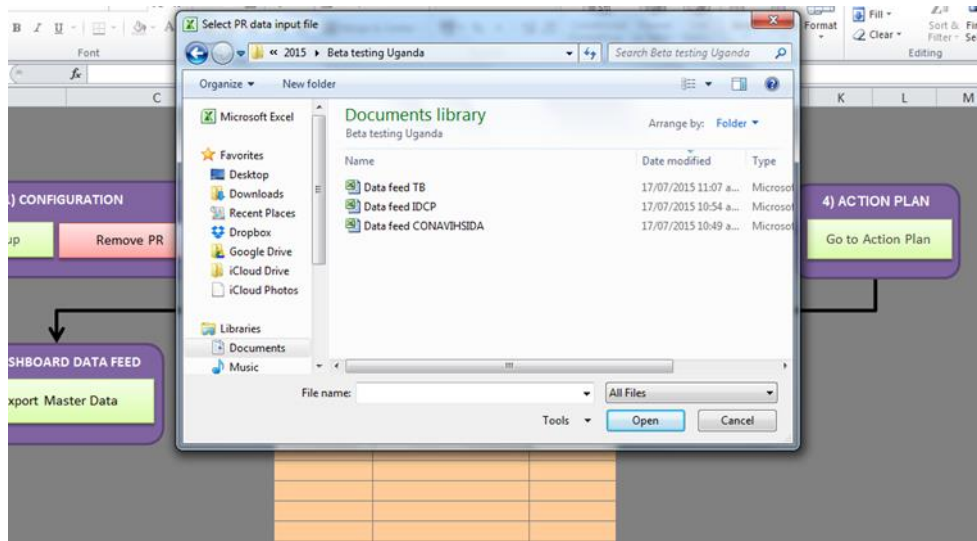 Select PR data input file
B I U
Font
fx
Format
Fill
Clear
Sort &
Filter
Editing
« 2015 ▸ Beta testing Uganda
Search Beta testing Uganda
Organize
New folder
C
K L M
Microsoft Excel
Favorites
Desktop
Downloads
Recent Places
Dropbox
Google Drive
iCloud Drive
iCloud Photos
Libraries
Documents
Music
Documents library
Beta testing Uganda
Arrange by: Folder
Name Date modified Type
Data feed TB 17/07/2015 11:07 a... Microsof
Data feed IDCP 17/07/2015 10:54 a... Microsof
Data feed CONAVIHSIDA 17/07/2015 10:49 a... Microsof
File name:
All Files
Tools
Open
Cancel
) CONFIGURATION
up
Remove PR
4) ACTION PLAN
Go to Action Plan
SHBOARD DATA FEED
xport Master Data